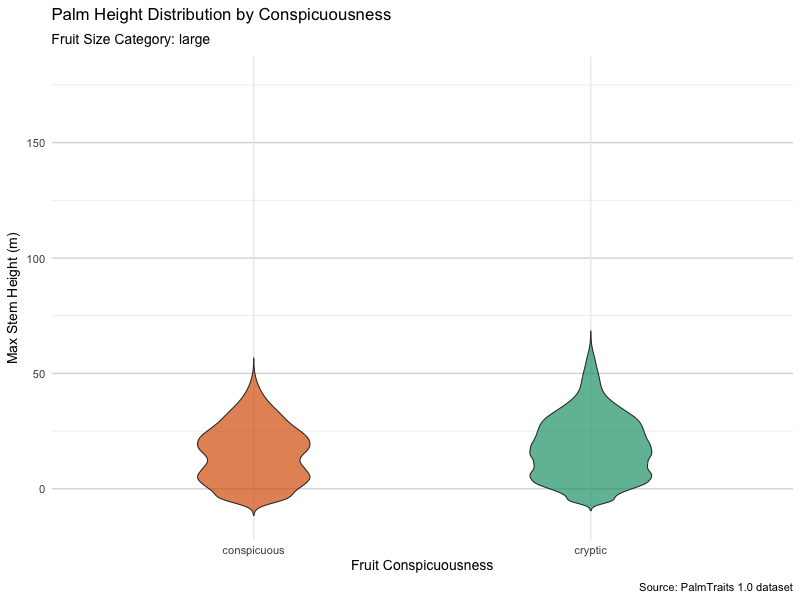 Palm Height Distribution by Conspicuousness
Fruit Size Category: large
Max Stem Height (m)
150
100
50
0
conspicuous
cryptic
Fruit Conspicuousness
Source: PalmTraits 1.0 dataset